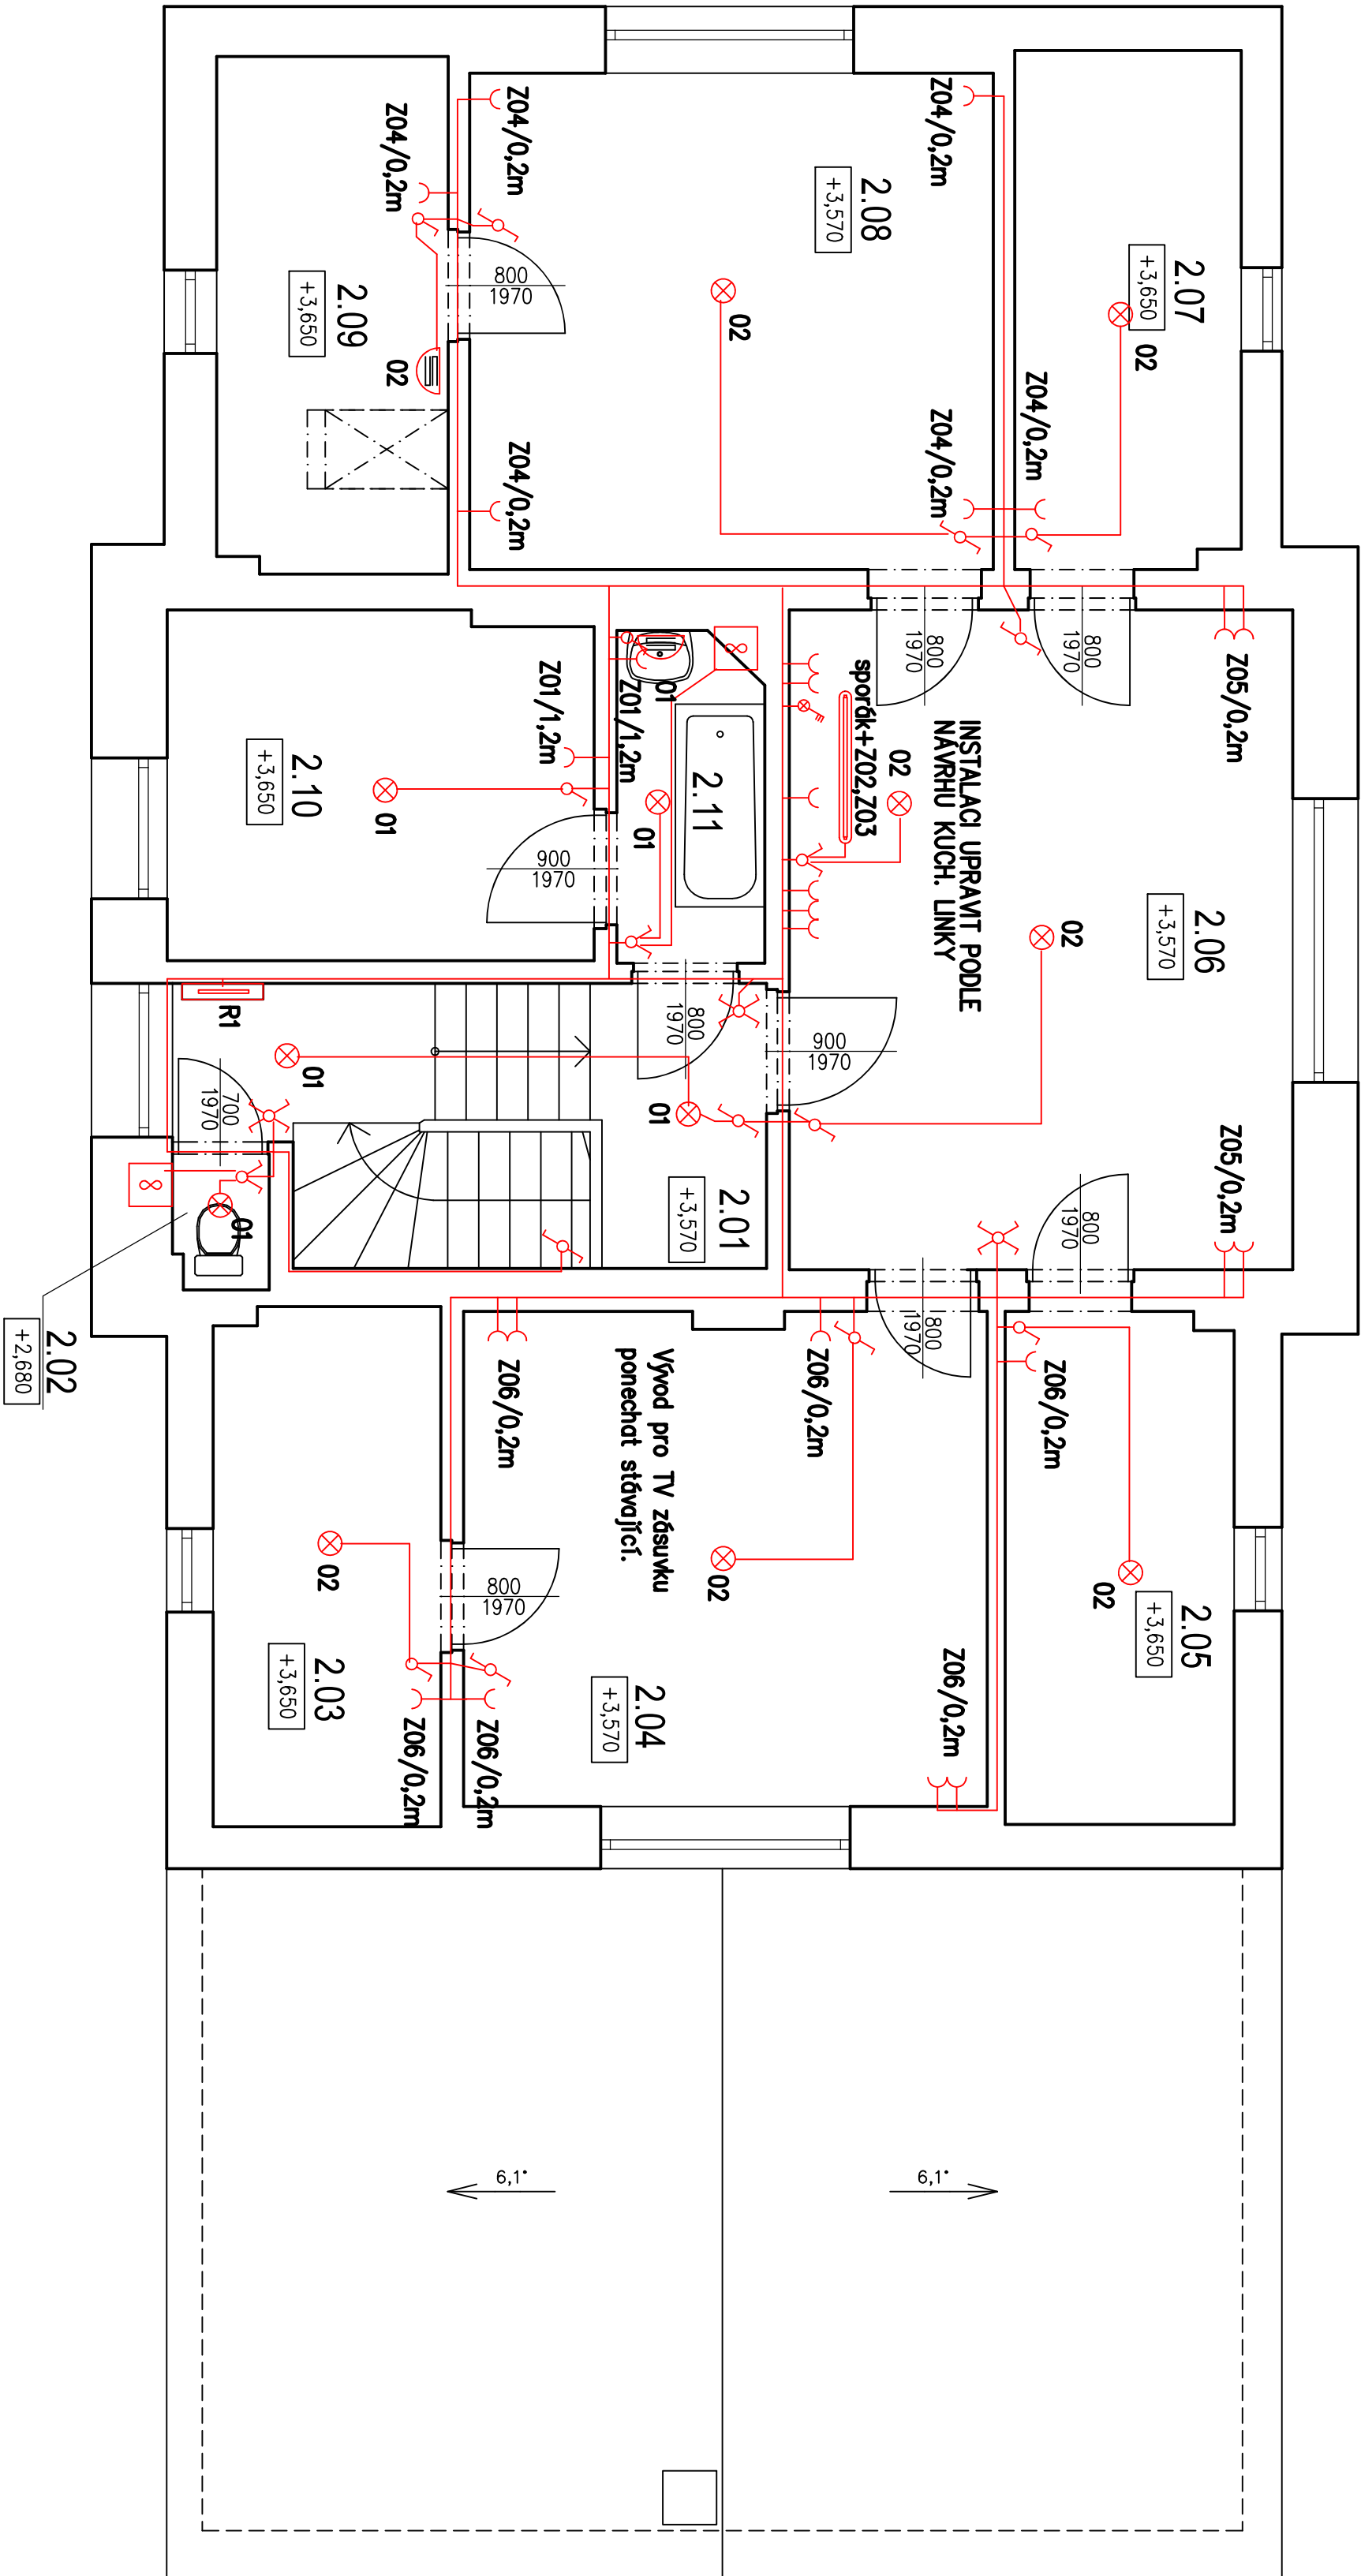 Z04/0,2m
Z04/0,2m
Z04/0,2m
2.08
+3,570
2.07
+3,650
02
02
2.09
+3,650
02
800
1970
Z04/0,2m
Z04/0,2m
Z04/0,2m
800
1970
800
1970
Z05/0,2m
INSTALACI UPRAVIT PODLE
NÁVRHU KUCH. LINKY
sporák+Z02,Z03
02
8
01
Z01/1,2m
Z01/1,2m
2.11
01
2.10
+3,650
01
900
1970
2.06
+3,570
02
800
1970
900
1970
R1
01
01
700
1970
8
01
2.01
+3,570
Z05/0,2m
800
1970
800
1970
2.02
+2,680
Z06/0,2m
Z06/0,2m
Z06/0,2m
Vývod pro TV zásuvku
ponechat stávající.
02
02
02
800
1970
2.05
+3,650
2.04
+3,570
2.03
+3,650
Z06/0,2m
Z06/0,2m
Z06/0,2m
6,1°
6,1°